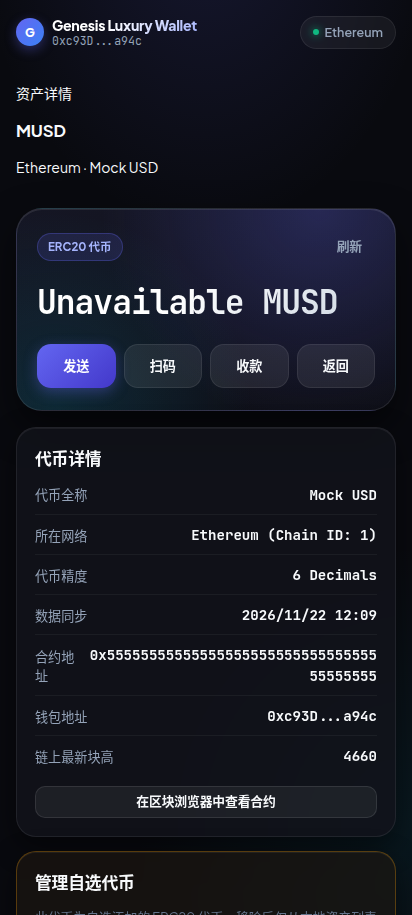 G
Genesis Luxury Wallet
0xc93D...a94c
Ethereum
资产详情
MUSD
Ethereum · Mock USD
ERC20 代币
刷新
Unavailable MUSD
发送
扫码
收款
返回
代币详情
代币全称 Mock USD
所在网络 Ethereum (Chain ID: 1)
代币精度 6 Decimals
数据同步 2026/11/22 12:09
合约地址 0x55555555555555555555555555555555
55555555
钱包地址 0xc93D...a94c
链上最新块高 4660
在区块浏览器中查看合约
管理自选代币